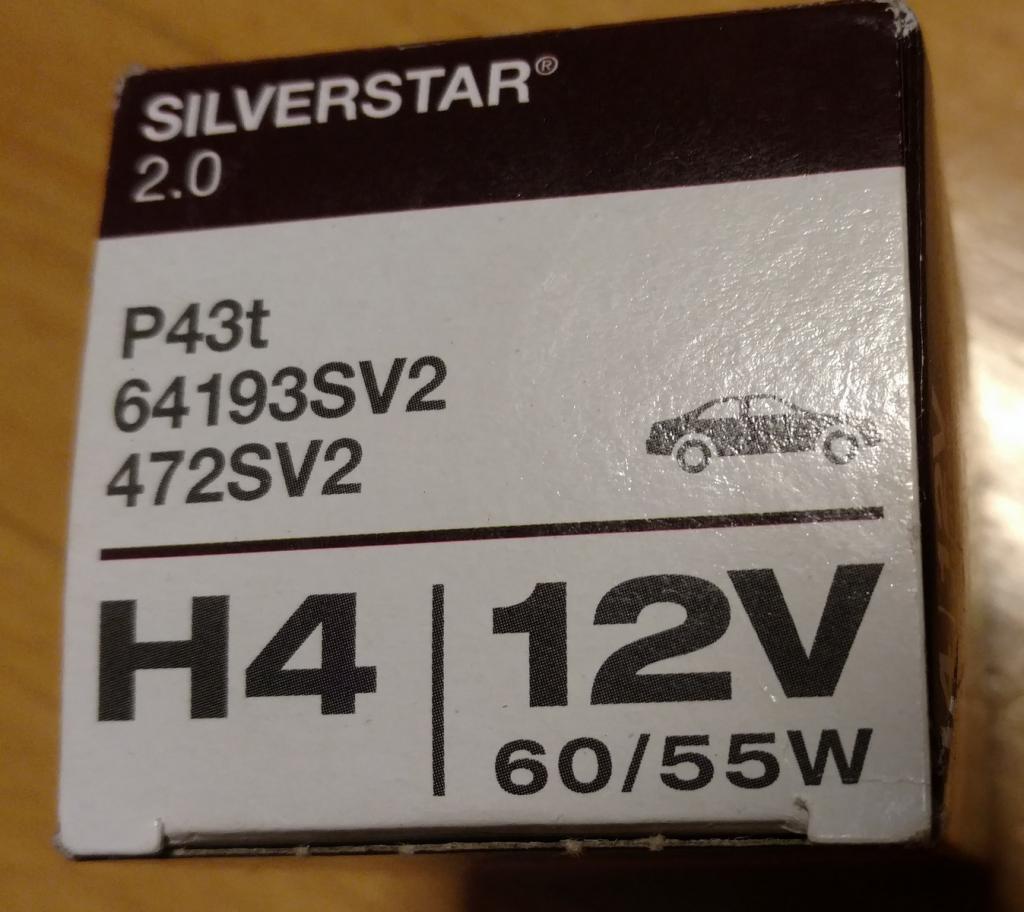 SILVERSTAR®
2.0
P43t
64193SV2
472SV2
H4 | 12V
60/55W